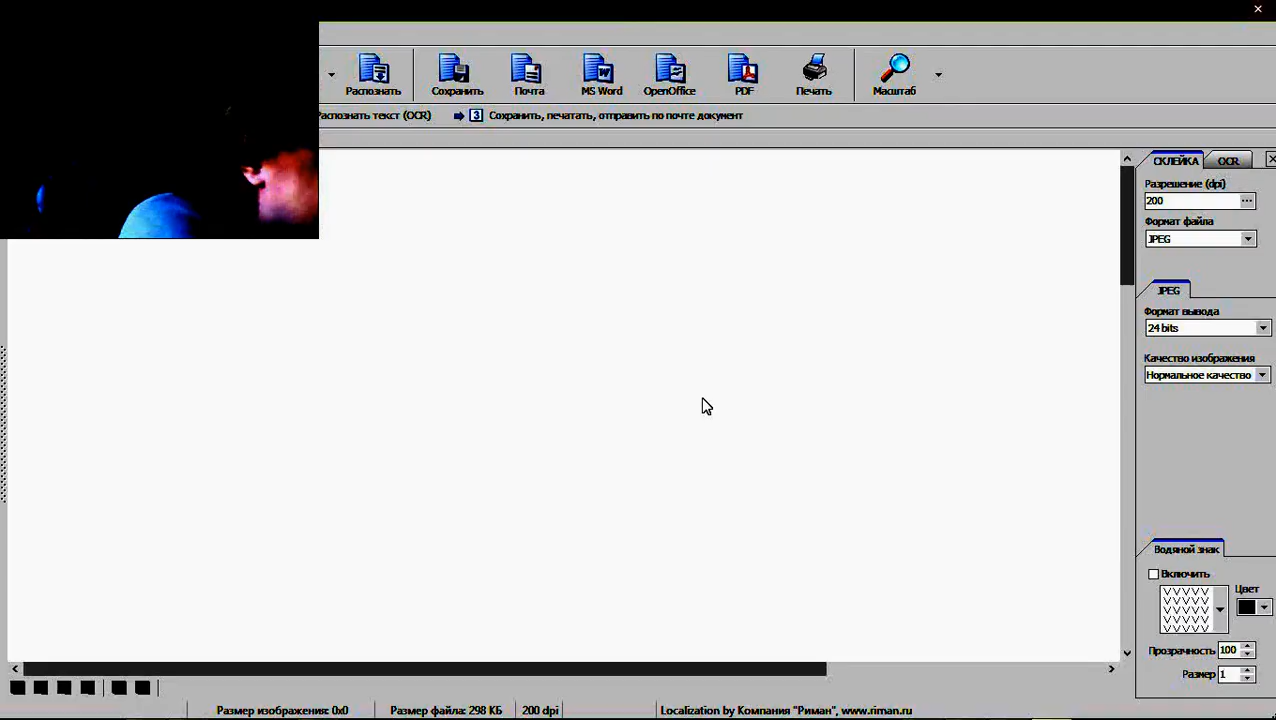 Распознать
Сохранить
Почта
MS Word
OpenOffice
PDF
Печать
Масштаб
аспознать текст (OCR)
3 Сохранить, печатать, отправить по почте документ
СКЛЕЙКА
OCR
Разрешение (dpi)
200
Формат файла
JPEG
JPEG
Формат вывода
24 bits
Качество изображения
Нормальное качество
Водяной знак
Включить
Цвет
Прозрачность 100
Размер 1
Размер изображения: 0x0
Размер файла: 298 КБ
200 dpi
Localization by Компания "Риман", www.riman.ru